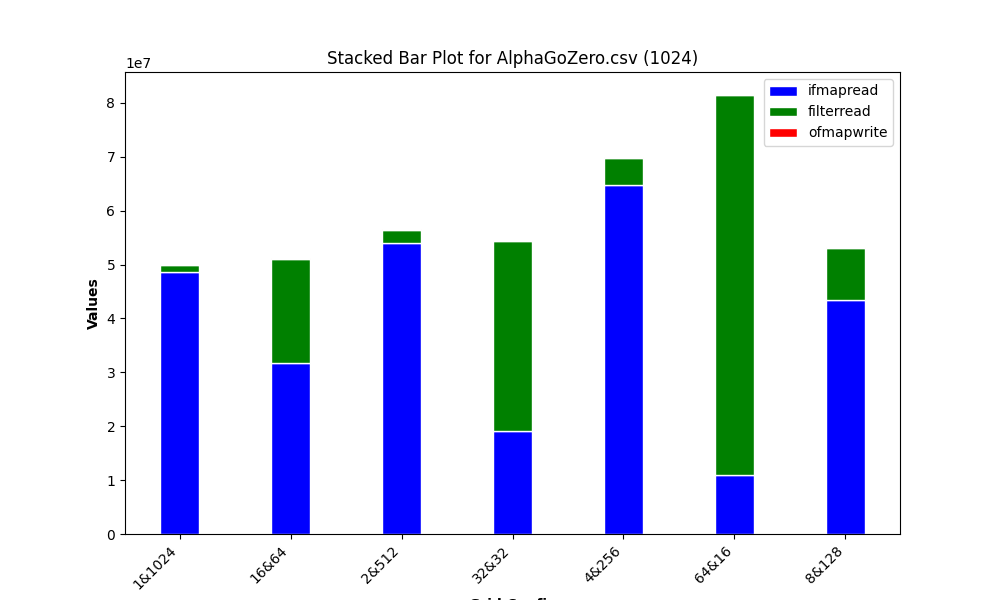 Stacked Bar Plot for AlphaGoZero.csv (1024)
1e7
ifmapread
filterread
ofmapwrite
8
7
6
5
4
3
2
1
0
Values
1&1024
16&64
2&512
32&32
4&256
64&16
8&128